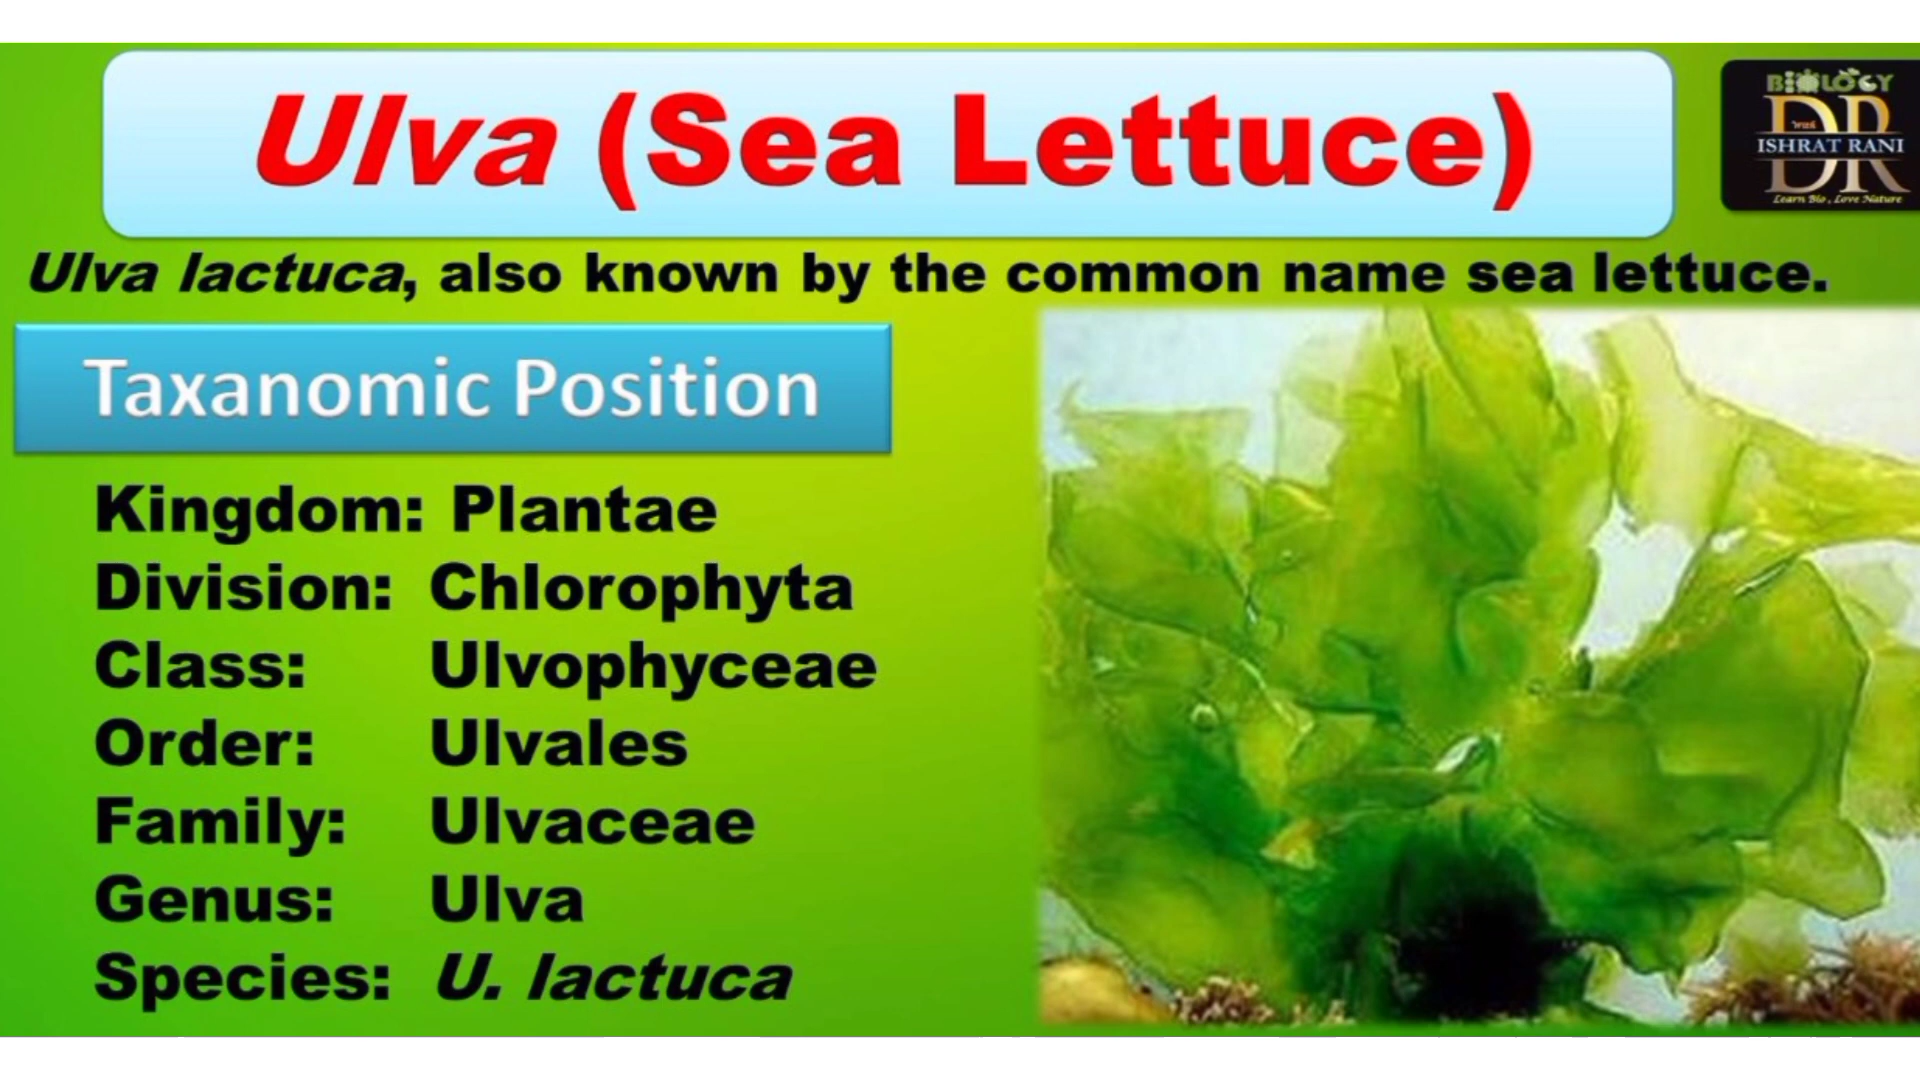 Ulva (Sea Lettuce)
BIOLOGY
With
DR
ISHRAT RANI
Learn Bio, Love Nature
Ulva lactuca, also known by the common name sea lettuce.
Taxanomic Position
Kingdom: Plantae
Division: Chlorophyta
Class: Ulvophyceae
Order: Ulvales
Family: Ulvaceae
Genus: Ulva
Species: U. lactuca